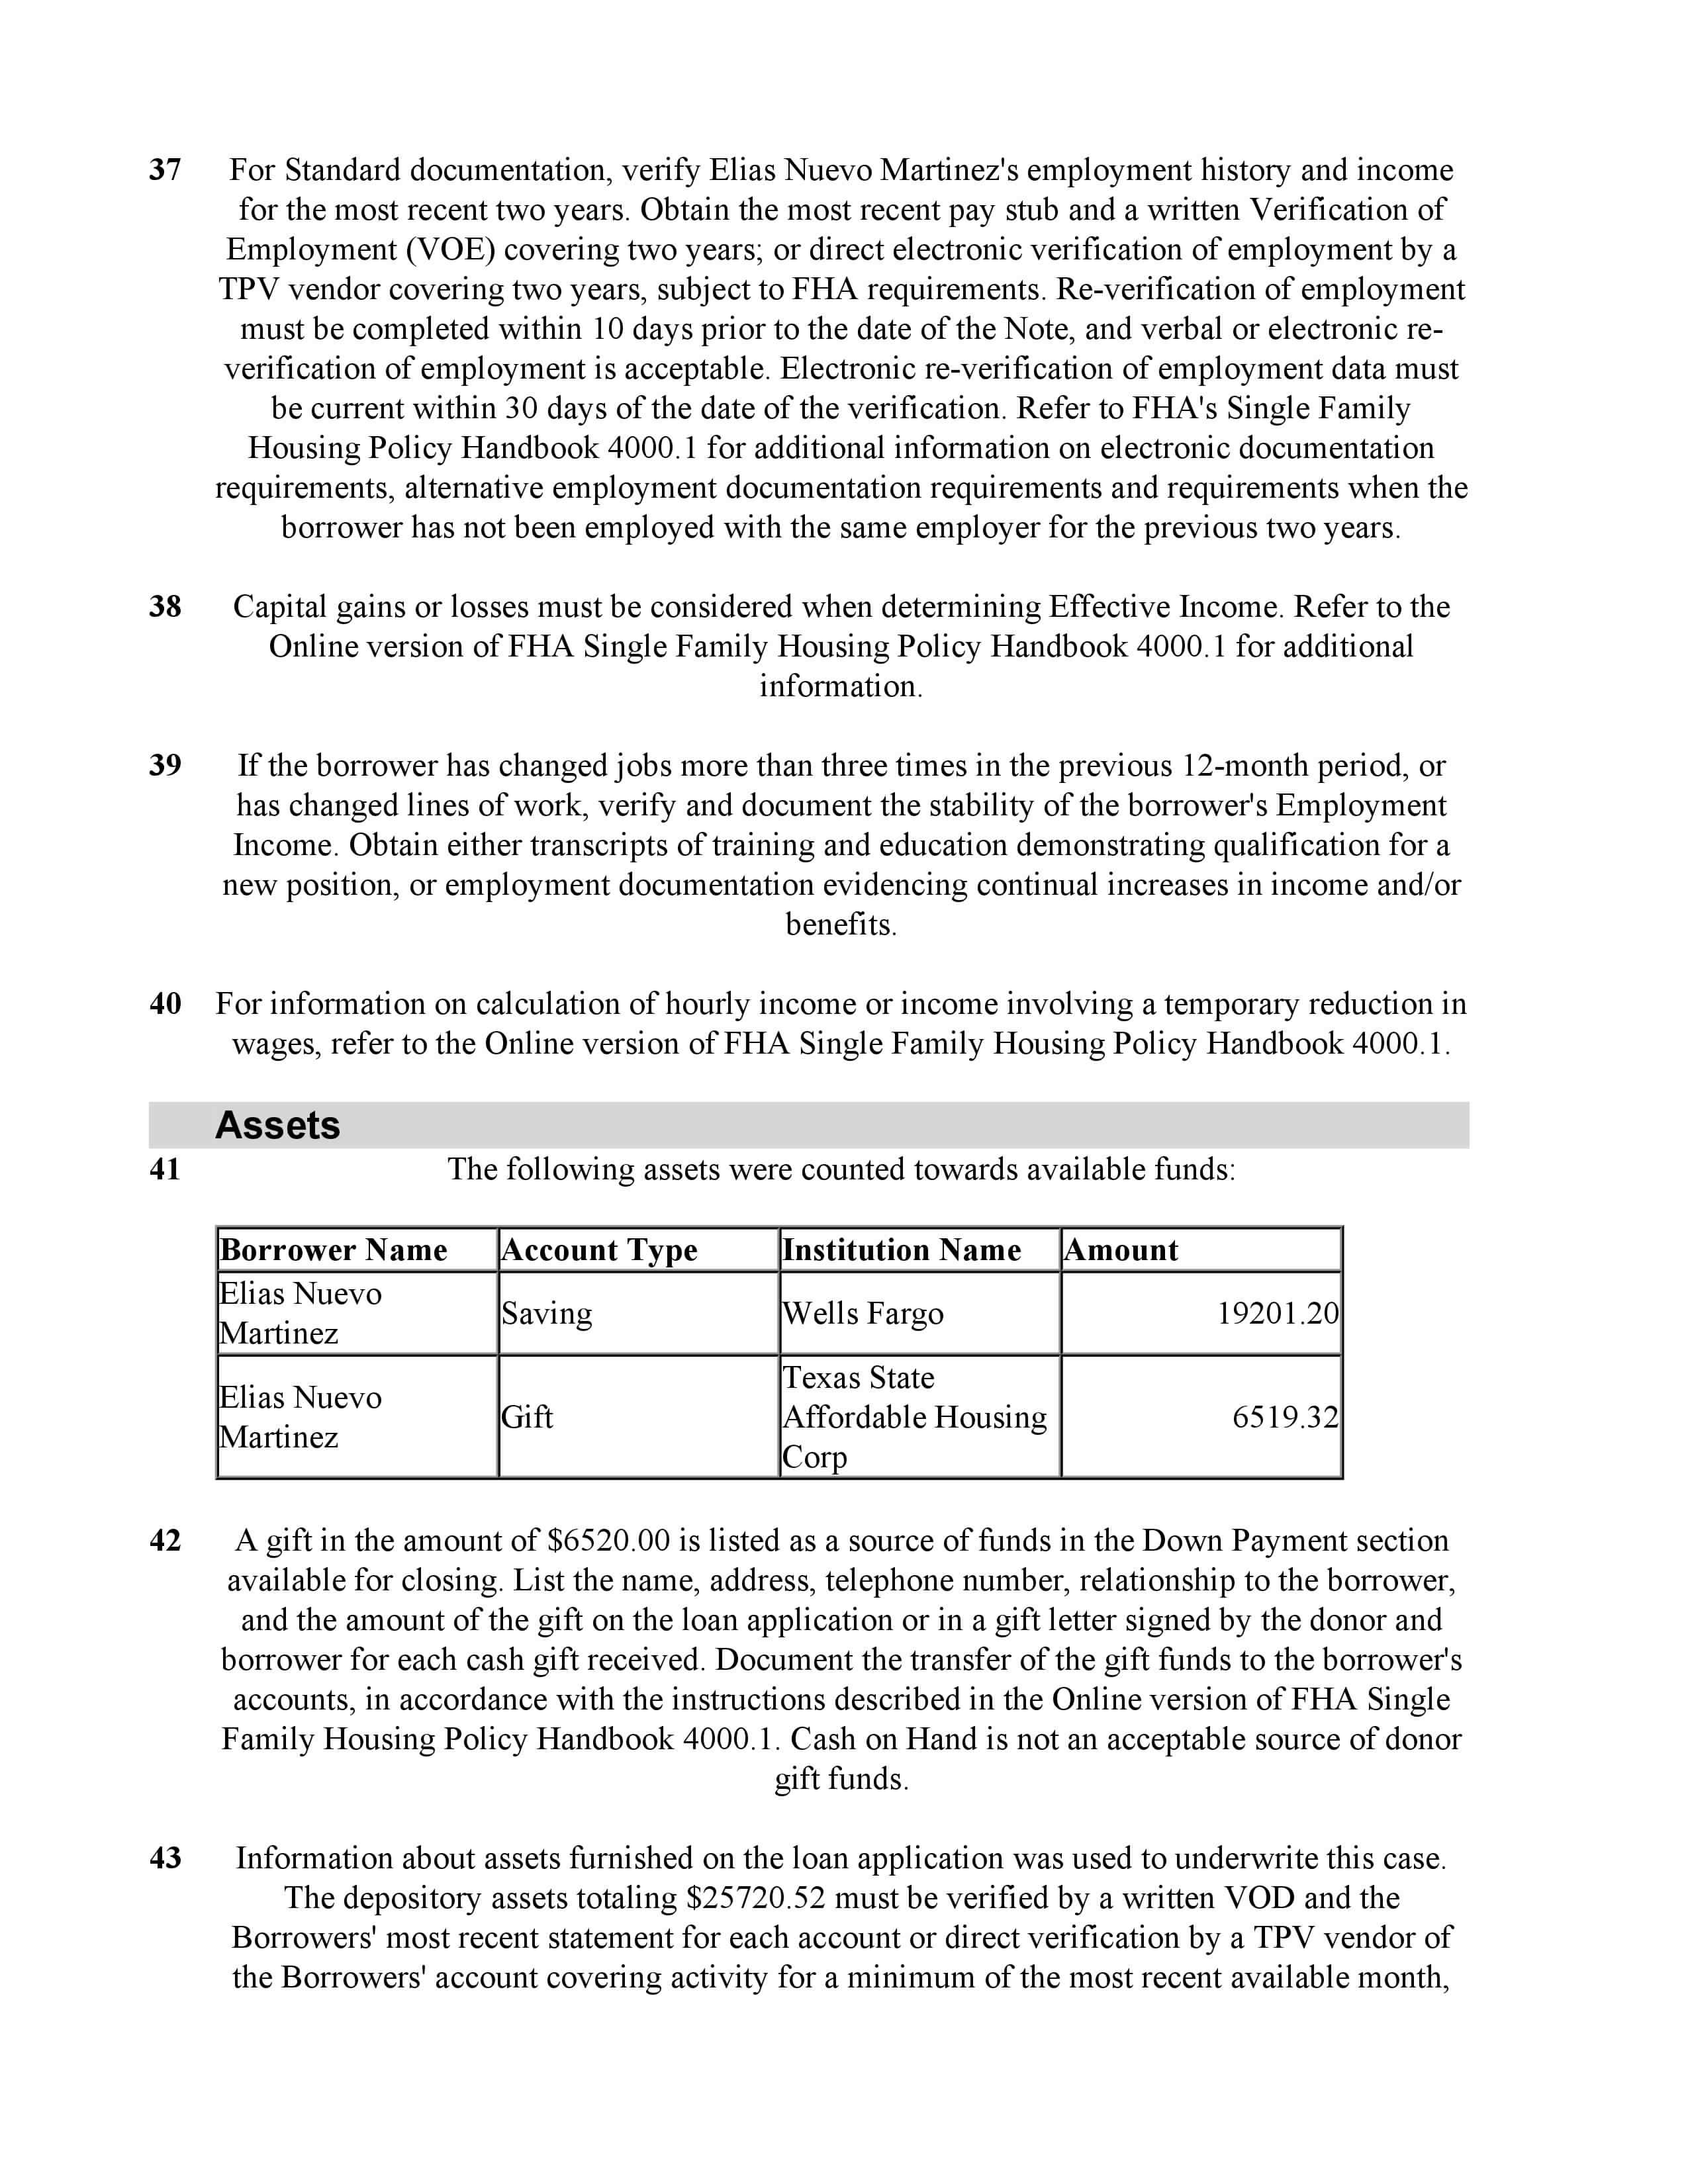 37 For Standard documentation, verify Elias Nuevo Martinez's employment history and income
for the most recent two years. Obtain the most recent pay stub and a written Verification of
Employment (VOE) covering two years; or direct electronic verification of employment by a
TPV vendor covering two years, subject to FHA requirements. Re-verification of employment
must be completed within 10 days prior to the date of the Note, and verbal or electronic re-
verification of employment is acceptable. Electronic re-verification of employment data must
be current within 30 days of the date of the verification. Refer to FHA's Single Family
Housing Policy Handbook 4000.1 for additional information on electronic documentation
requirements, alternative employment documentation requirements and requirements when the
borrower has not been employed with the same employer for the previous two years.
38 Capital gains or losses must be considered when determining Effective Income. Refer to the
Online version of FHA Single Family Housing Policy Handbook 4000.1 for additional
information.
39 If the borrower has changed jobs more than three times in the previous 12-month period, or
has changed lines of work, verify and document the stability of the borrower's Employment
Income. Obtain either transcripts of training and education demonstrating qualification for a
new position, or employment documentation evidencing continual increases in income and/or
benefits.
40 For information on calculation of hourly income or income involving a temporary reduction in
wages, refer to the Online version of FHA Single Family Housing Policy Handbook 4000.1.
Assets
41 The following assets were counted towards available funds:
Borrower Name Account Type Institution Name Amount
Elias Nuevo
Martinez
Saving
Wells Fargo
19201.20
Elias Nuevo
Martinez
Gift
Texas State
Affordable Housing
Corp
6519.32
42 A gift in the amount of $6520.00 is listed as a source of funds in the Down Payment section
available for closing. List the name, address, telephone number, relationship to the borrower,
and the amount of the gift on the loan application or in a gift letter signed by the donor and
borrower for each cash gift received. Document the transfer of the gift funds to the borrower's
accounts, in accordance with the instructions described in the Online version of FHA Single
Family Housing Policy Handbook 4000.1. Cash on Hand is not an acceptable source of donor
gift funds.
43 Information about assets furnished on the loan application was used to underwrite this case.
The depository assets totaling $25720.52 must be verified by a written VOD and the
Borrowers' most recent statement for each account or direct verification by a TPV vendor of
the Borrowers' account covering activity for a minimum of the most recent available month,